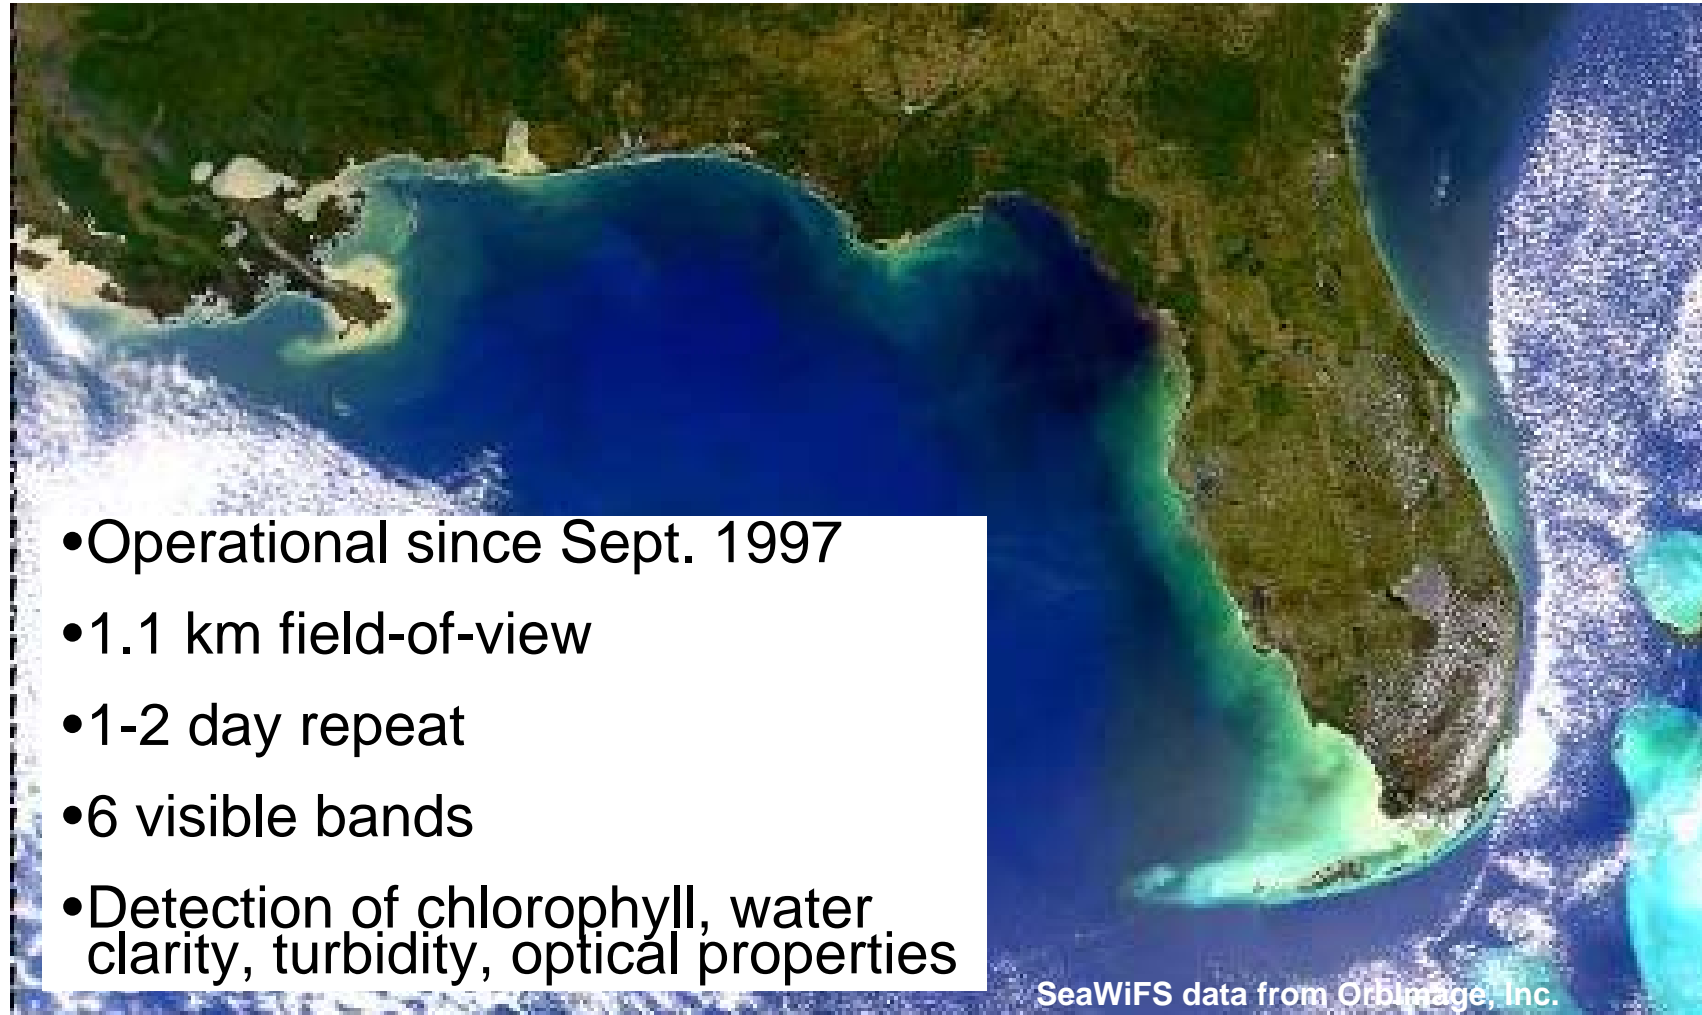 •Operational since Sept. 1997
•1.1 km field-of-view
•1-2 day repeat
•6 visible bands
•Detection of chlorophyll, water
clarity, turbidity, optical properties
SeaWiFS data from OrbImage, Inc.